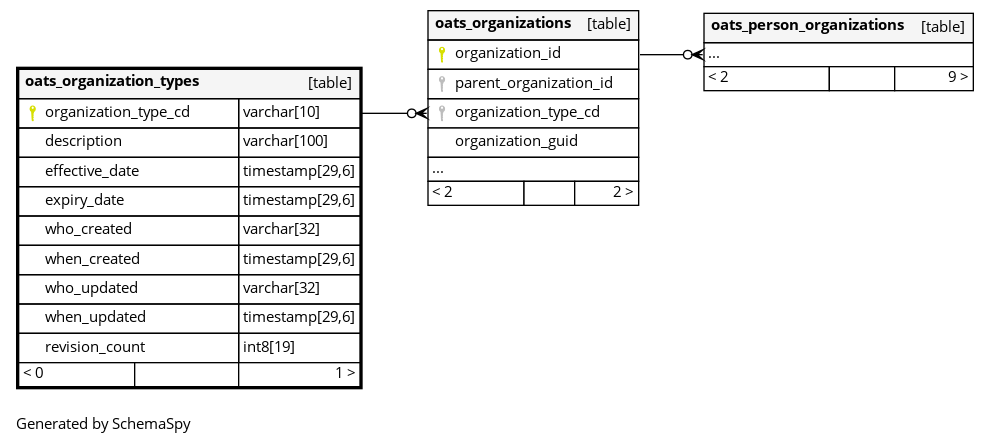 oats_organization_types [table]
organization_type_cd varchar[10]
description varchar[100]
effective_date timestamp[29,6]
expiry_date timestamp[29,6]
who_created varchar[32]
when_created timestamp[29,6]
who_updated varchar[32]
when_updated timestamp[29,6]
revision_count int8[19]
< 0 1 >
oats_organizations [table]
organization_id
parent_organization_id
organization_type_cd
organization_guid
...
< 2 2 >
oats_person_organizations [table]
...
< 2 9 >
Generated by SchemaSpy